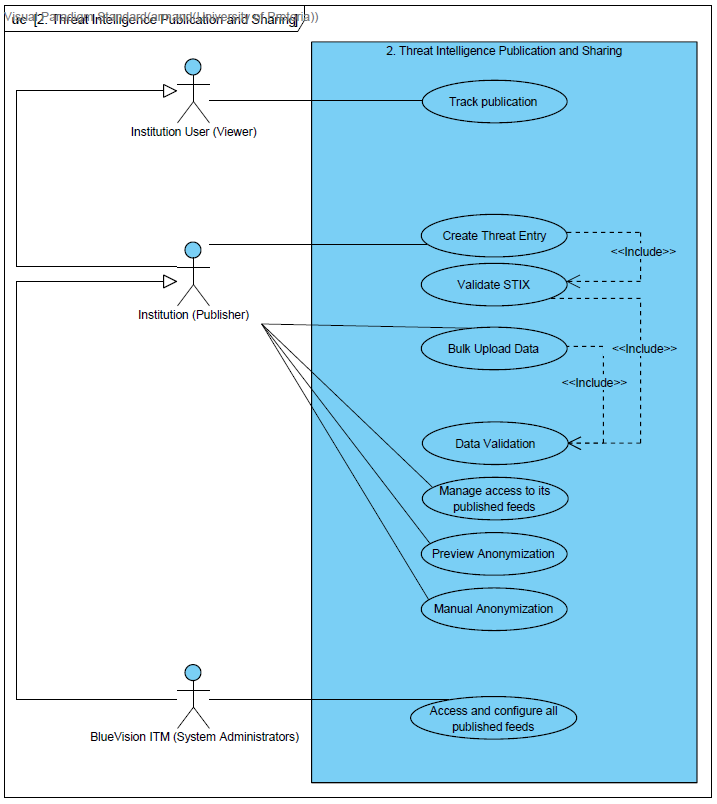 Visual Paradigm Standard(armand(University of Pretoria))
uc [2. Threat Intelligence Publication and Sharing]
2. Threat Intelligence Publication and Sharing
Track publication
Institution User (Viewer)
Create Threat Entry
<<Include>>
Validate STIX
Institution (Publisher)
Bulk Upload Data
<<Include>>
<<Include>>
Data Validation
Manage access to its
published feeds
Preview Anonymization
Manual Anonymization
Access and configure all
published feeds
BlueVision ITM (System Administrators)